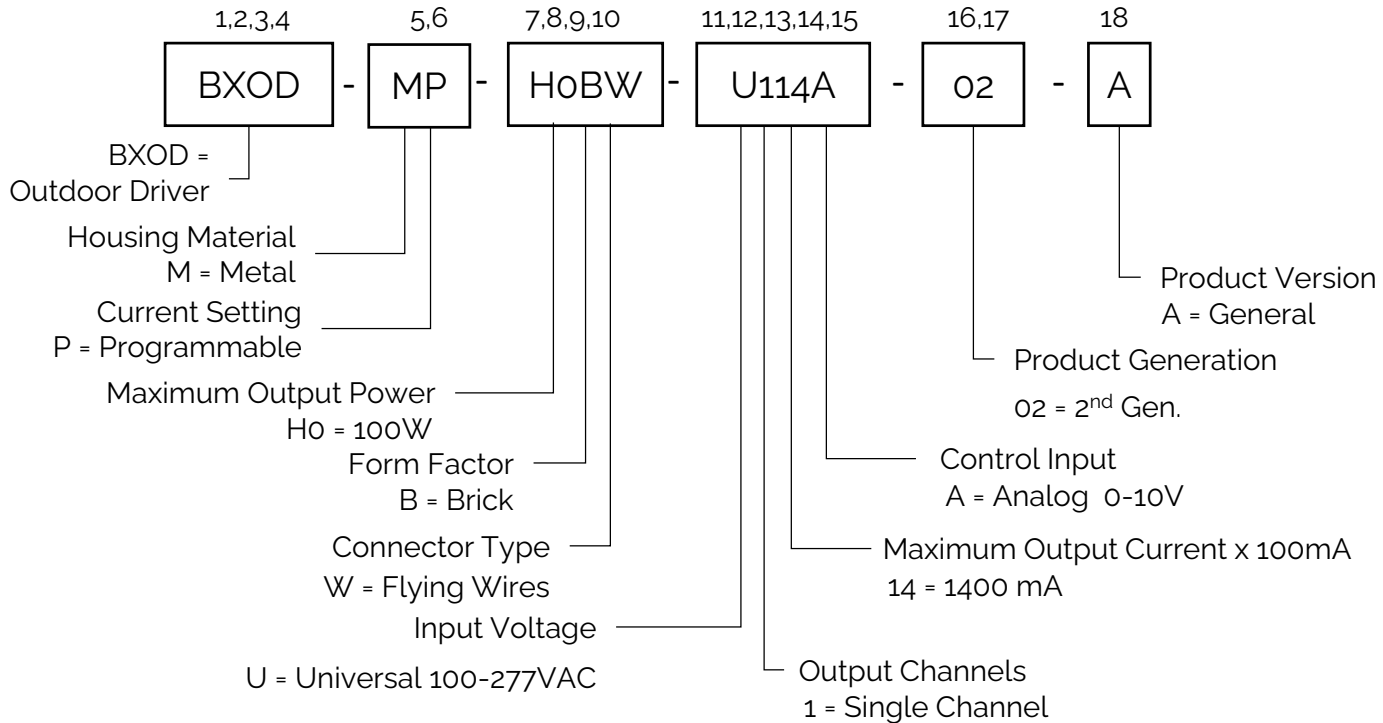 1,2,3,4 5,6 7,8,9,10 11,12,13,14,15 16,17 18
BXOD - MP - H0BW - U114A - 02 - A
BXOD =
Outdoor Driver
Housing Material
M = Metal
Current Setting
P = Programmable
Maximum Output Power
H0 = 100W
Form Factor
B = Brick
Connector Type
W = Flying Wires
Input Voltage
U = Universal 100-277VAC
Product Version
A = General
Product Generation
02 = 2nd Gen.
Control Input
A = Analog 0-10V
Maximum Output Current x 100mA
14 = 1400 mA
Output Channels
1 = Single Channel